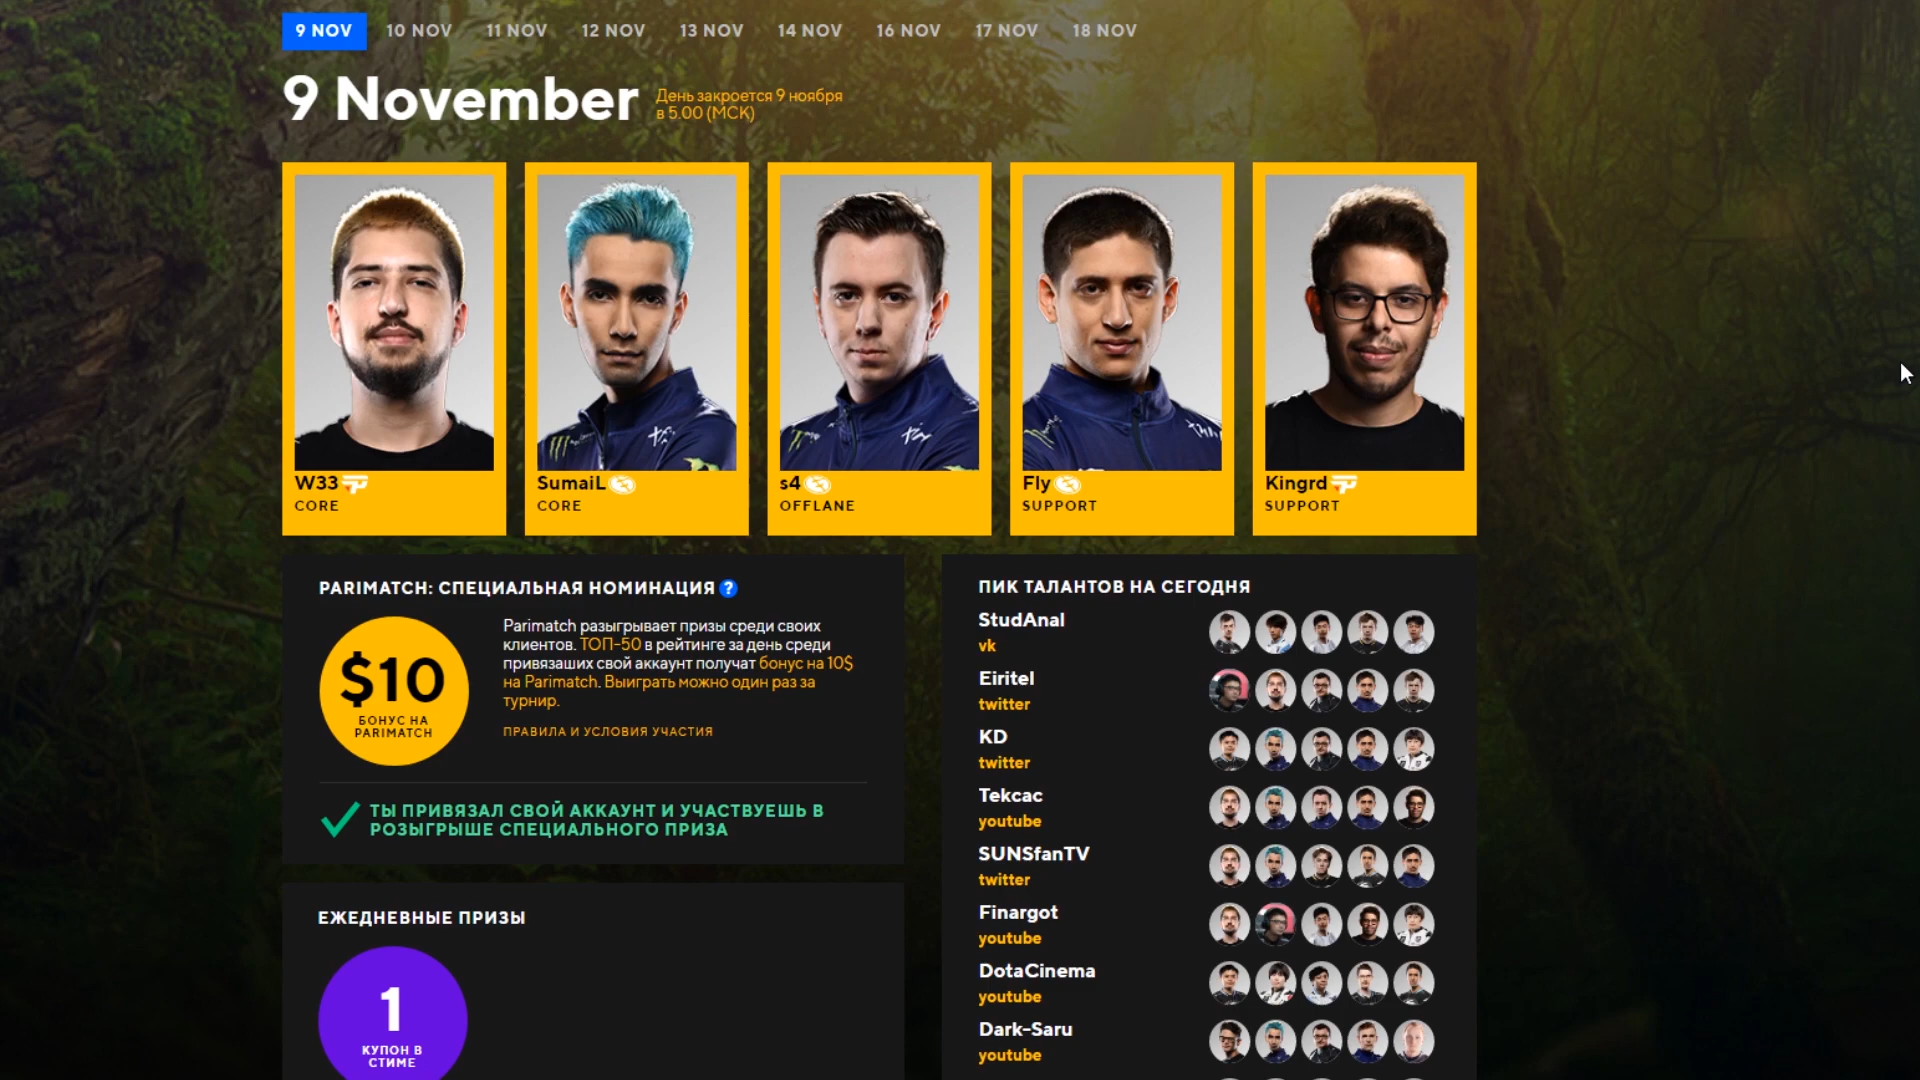 9 NOV
10 NOV
11 NOV
12 NOV
13 NOV
14 NOV
16 NOV
17 NOV
18 NOV
9 November
День закроется 9 ноября
в 5.00 (МСК)
W33
CORE
SumaiL
CORE
s4
OFFLANE
Fly
SUPPORT
Kingrd
SUPPORT
PARIMATCH: СПЕЦИАЛЬНАЯ НОМИНАЦИЯ ?
$10
БОНУС НА
PARIMATCH
Parimatch разыгрывает призы среди своих
клиентов. ТОП-50 в рейтинге за день среди
привязаших свой аккаунт получат бонус на 10$
на Parimatch. Выиграть можно один раз за
турнир.
ПРАВИЛА И УСЛОВИЯ УЧАСТИЯ
ТЫ ПРИВЯЗАЛ СВОЙ АККАУНТ И УЧАСТВУЕШЬ В
РОЗЫГРЫШЕ СПЕЦИАЛЬНОГО ПРИЗА
ЕЖЕДНЕВНЫЕ ПРИЗЫ
1
КУПОН В
СТИМЕ
ПИК ТАЛАНТОВ НА СЕГОДНЯ
StudAnal
vk
Eiritel
twitter
KD
twitter
Tekcac
youtube
SUNSfanTV
twitter
Finargot
youtube
DotaCinema
youtube
Dark-Saru
youtube